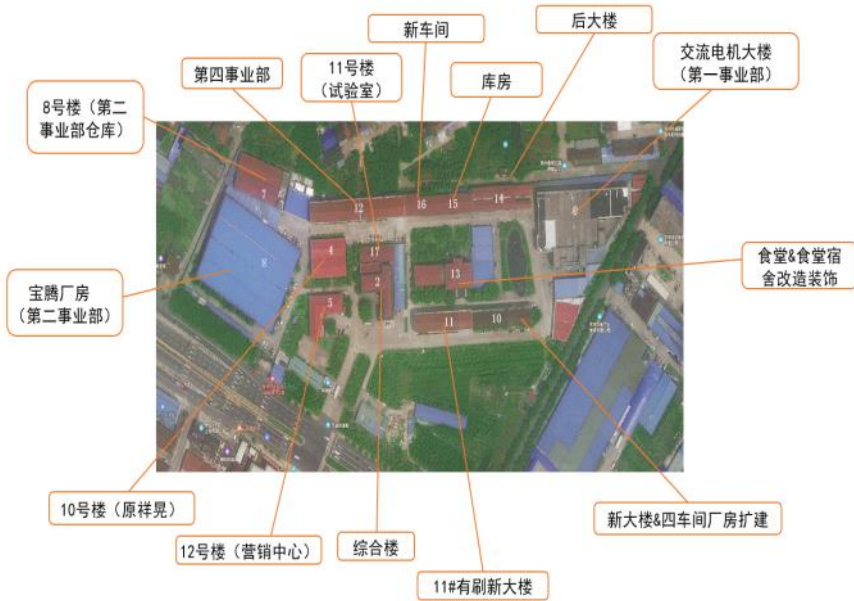 新车间
后大楼
第四事业部
11号楼
（试验室）
库房
交流电机大楼
（第一事业部）
8号楼（第二
事业部仓库）
7
12
16
15
14
6
17
4
13
2
5
11
10
食堂&食堂宿
舍改造装饰
宝腾厂房
（第二事业部）
10号楼（原祥晃）
12号楼（营销中心）
综合楼
11#有刷新大楼
新大楼&四车间厂房扩建